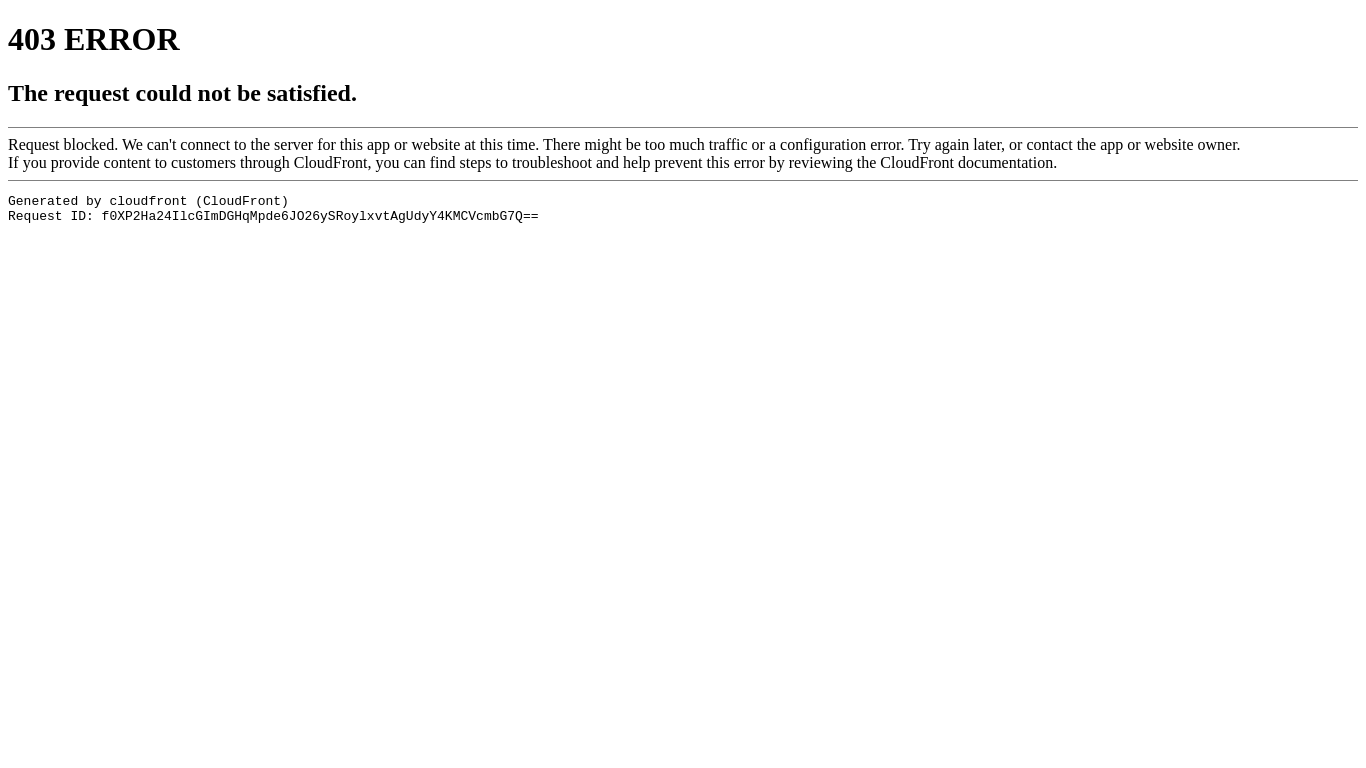 403 ERROR
The request could not be satisfied.
Request blocked. We can't connect to the server for this app or website at this time. There might be too much traffic or a configuration error. Try again later, or contact the app or website owner.
If you provide content to customers through CloudFront, you can find steps to troubleshoot and help prevent this error by reviewing the CloudFront documentation.
Generated by cloudfront (CloudFront)
Request ID: f0XP2Ha24IlcGImDGHqMpde6JO26ySRoylxvtAgUdyY4KMCVcmbG7Q==